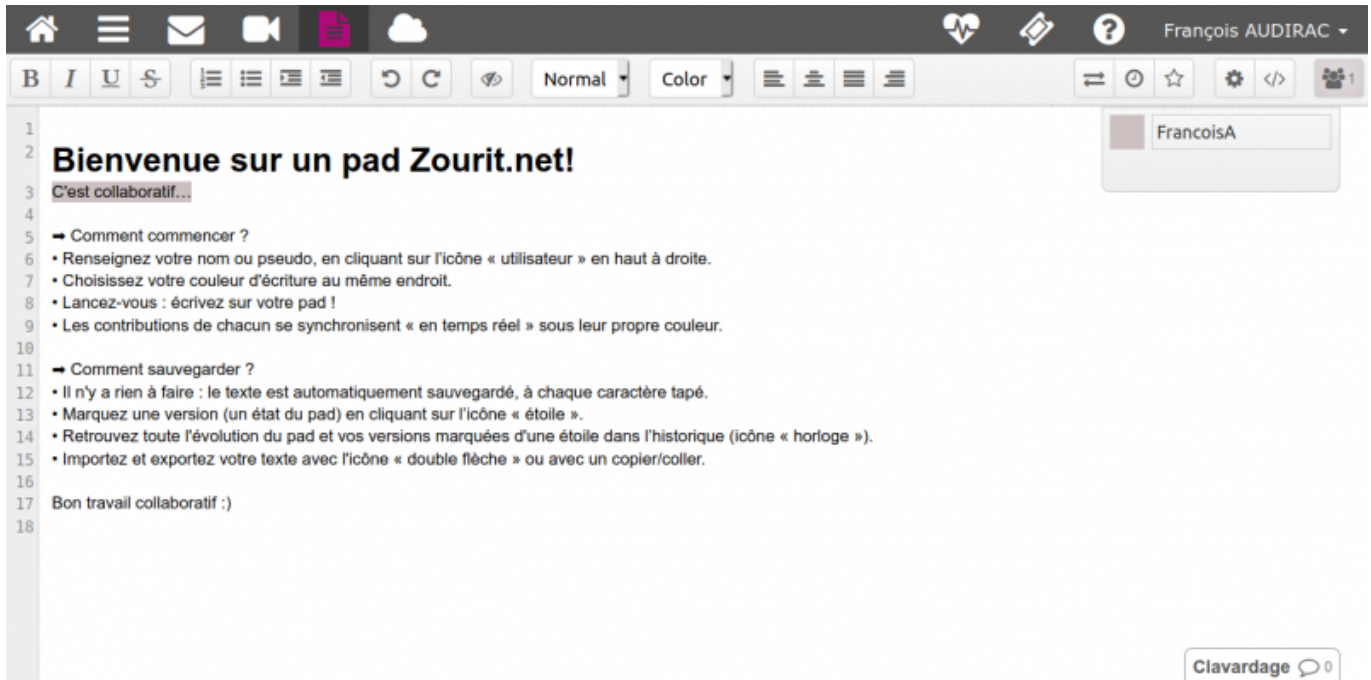 François AUDIRAC
B I U S
Normal
Color
1
FrancoisA
1
2 Bienvenue sur un pad Zourit.net!
3 C'est collaboratif…
4
5 ➡ Comment commencer ?
6 • Renseignez votre nom ou pseudo, en cliquant sur l'icône « utilisateur » en haut à droite.
7 • Choisissez votre couleur d'écriture au même endroit.
8 • Lancez-vous : écrivez sur votre pad !
9 • Les contributions de chacun se synchronisent « en temps réel » sous leur propre couleur.
10
11 ➡ Comment sauvegarder ?
12 • Il n'y a rien à faire : le texte est automatiquement sauvegardé, à chaque caractère tapé.
13 • Marquez une version (un état du pad) en cliquant sur l'icône « étoile ».
14 • Retrouvez toute l'évolution du pad et vos versions marquées d'une étoile dans l'historique (icône « horloge »).
15 • Importez et exportez votre texte avec l'icône « double flèche » ou avec un copier/coller.
16
17 Bon travail collaboratif :)
18
Clavardage 0